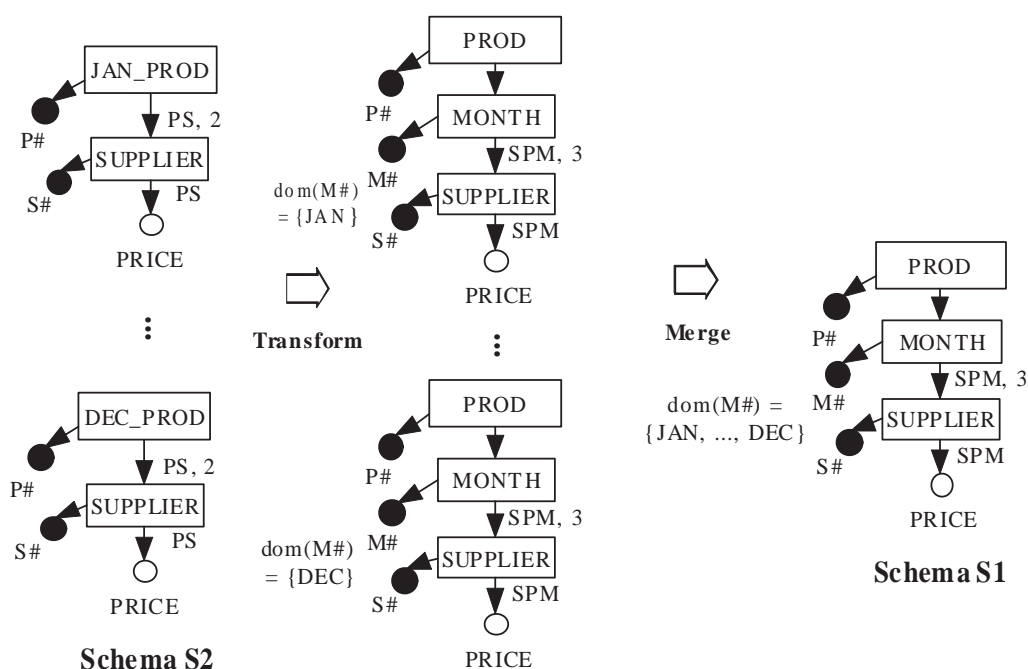 JAN_PROD
P#
PS, 2
SUPPLIER
S#
PS
PRICE
...
DEC_PROD
P#
PS, 2
SUPPLIER
S#
PS
PRICE
Schema S2
Transform
PROD
P#
MONTH
M#
SPM, 3
dom(M#)
= {JAN}
SUPPLIER
S#
SPM
PRICE
...
PROD
P#
MONTH
M#
SPM, 3
dom(M#)
= {DEC}
SUPPLIER
S#
SPM
PRICE
Merge
PROD
P#
MONTH
M#
SPM, 3
dom(M#) =
{JAN, ..., DEC}
SUPPLIER
S#
SPM
PRICE
Schema S1